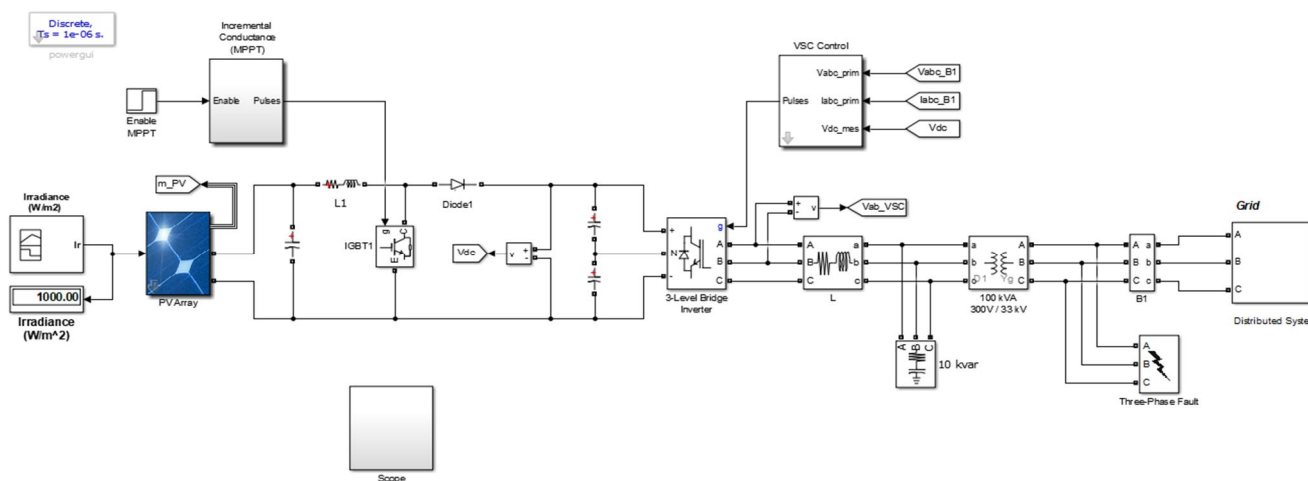 Discrete,
Ts = 1e-06 s.
powergui
Incremental
Conductance
(MPPT)
Enable
Pulses
Enable
MPPT
VSC Control
Vabc_prim
Iabc_prim
Vdc_mes
Pulses
Vabc_B1
Iabc_B1
Vdc
m_PV
Irradiance
(W/m2)
Ir
1000.00
Irradiance
(W/m^2)
PV Array
L1
g
C
E
IGBT1
Diode1
Vdc
v
+
-
g
+
N
-
A
B
C
3-Level Bridge
Inverter
+
-
v
Vab_VSC
A
B
C
a
b
c
L
A B C
10 kvar
a
b
c
A
B
C
D1
Yg
100 kVA
300V / 33 kV
A
B
C
a
b
c
B1
Grid
A
B
C
Distributed Syste
A
B
C
Three-Phase Fault
Scope